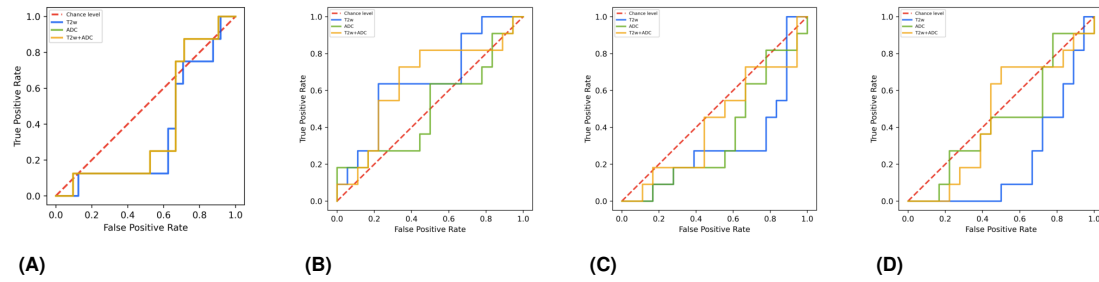 Chance level
T2w
ADC
T2w+ADC
True Positive Rate
1.0
0.8
0.6
0.4
0.2
0.0
0.0 0.2 0.4 0.6 0.8 1.0
False Positive Rate
(A)
Chance level
T2w
ADC
T2w+ADC
True Positive Rate
1.0
0.8
0.6
0.4
0.2
0.0
0.0 0.2 0.4 0.6 0.8 1.0
False Positive Rate
(B)
Chance level
T2w
ADC
T2w+ADC
True Positive Rate
1.0
0.8
0.6
0.4
0.2
0.0
0.0 0.2 0.4 0.6 0.8 1.0
False Positive Rate
(C)
Chance level
T2w
ADC
T2w+ADC
True Positive Rate
1.0
0.8
0.6
0.4
0.2
0.0
0.0 0.2 0.4 0.6 0.8 1.0
False Positive Rate
(D)